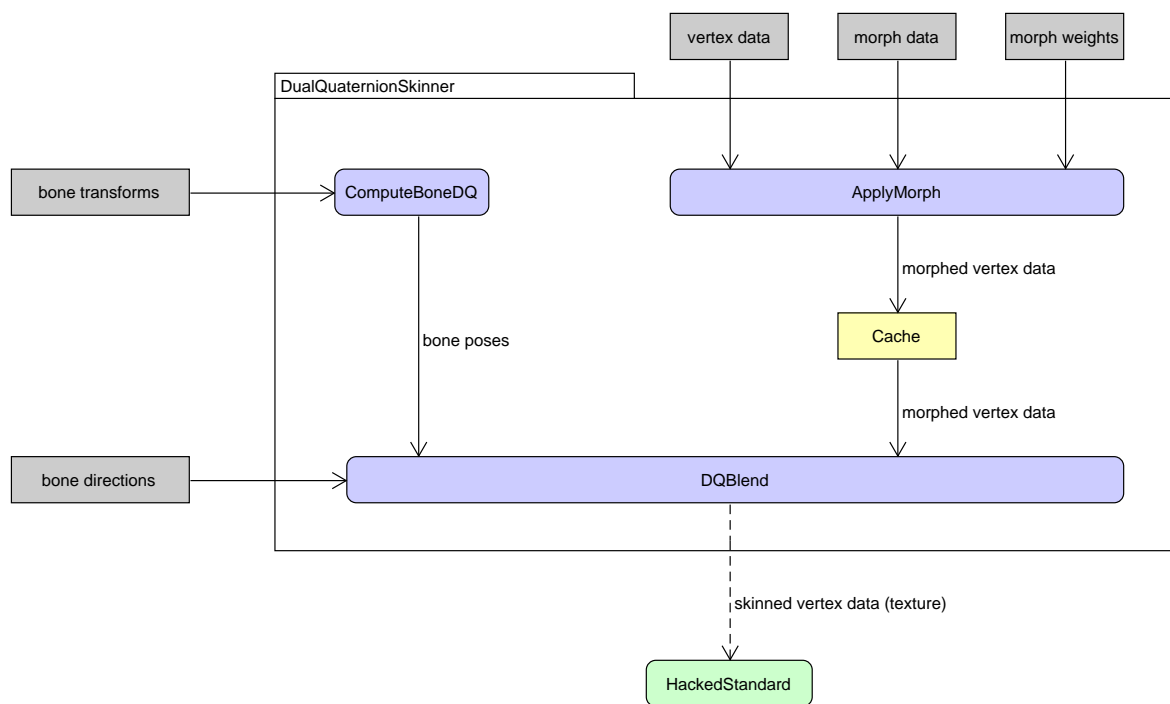 vertex data
morph data
morph weights
DualQuaternionSkinner
bone transforms
ComputeBoneDQ
ApplyMorph
morphed vertex data
Cache
bone poses
morphed vertex data
bone directions
DQBlend
skinned vertex data (texture)
HackedStandard